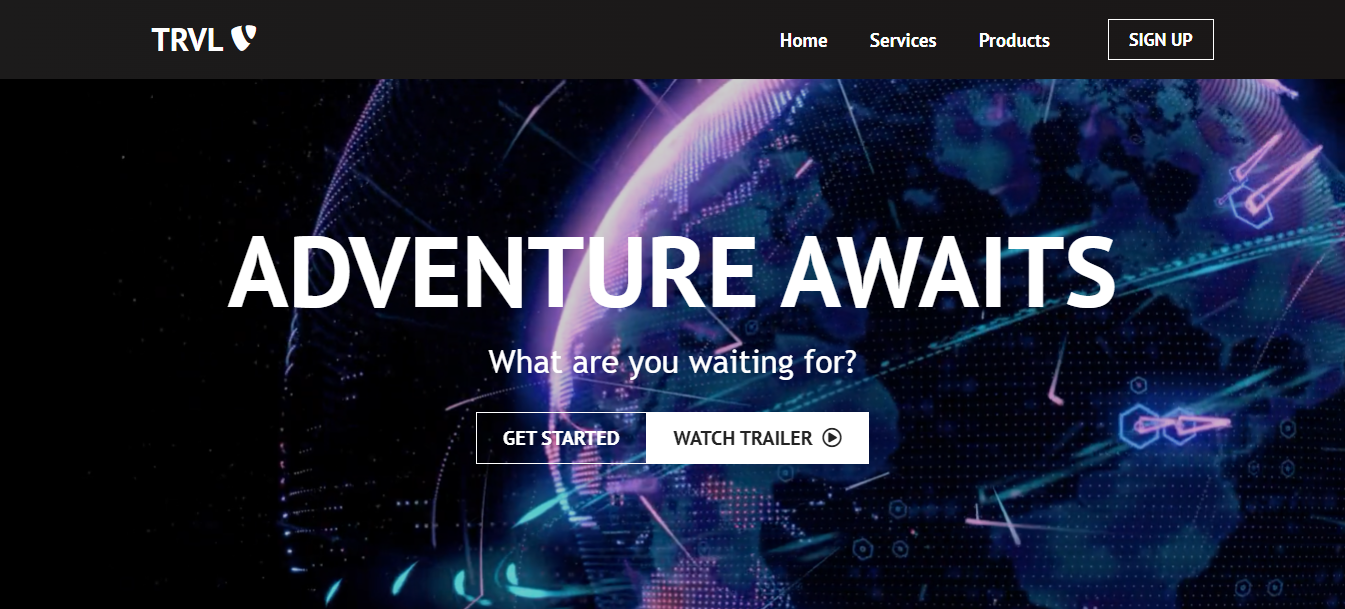 TRVL
Home Services Products SIGN UP
ADVENTURE AWAITS
What are you waiting for?
GET STARTED WATCH TRAILER